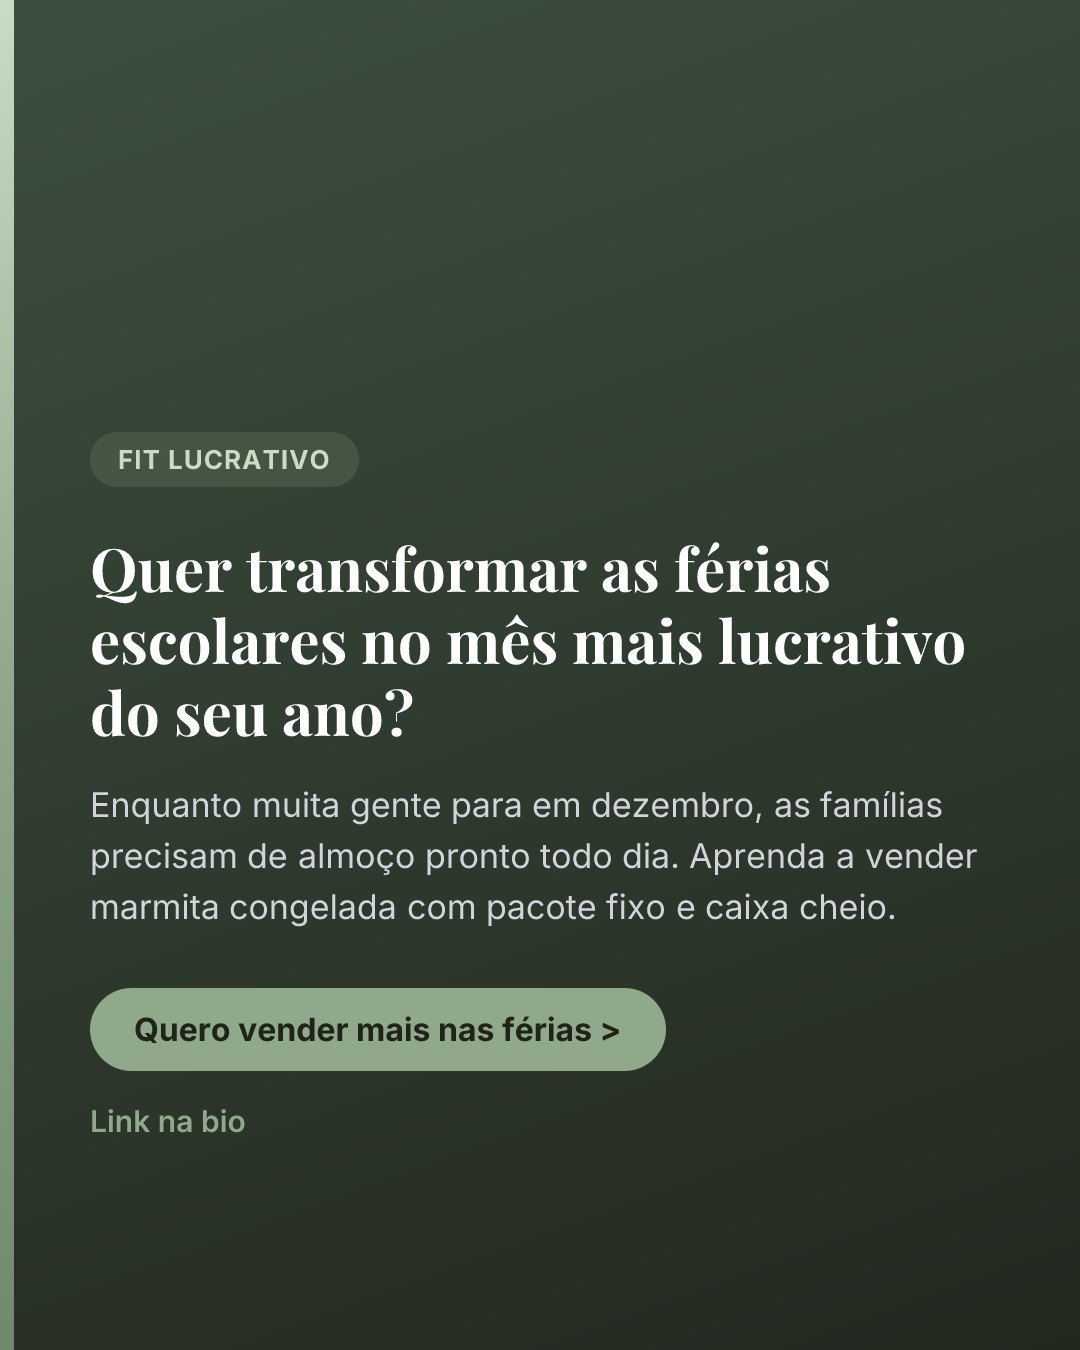 FIT LUCRATIVO
Quer transformar as férias
escolares no mês mais lucrativo
do seu ano?
Enquanto muita gente para em dezembro, as famílias
precisam de almoço pronto todo dia. Aprenda a vender
marmita congelada com pacote fixo e caixa cheio.
Quero vender mais nas férias >
Link na bio